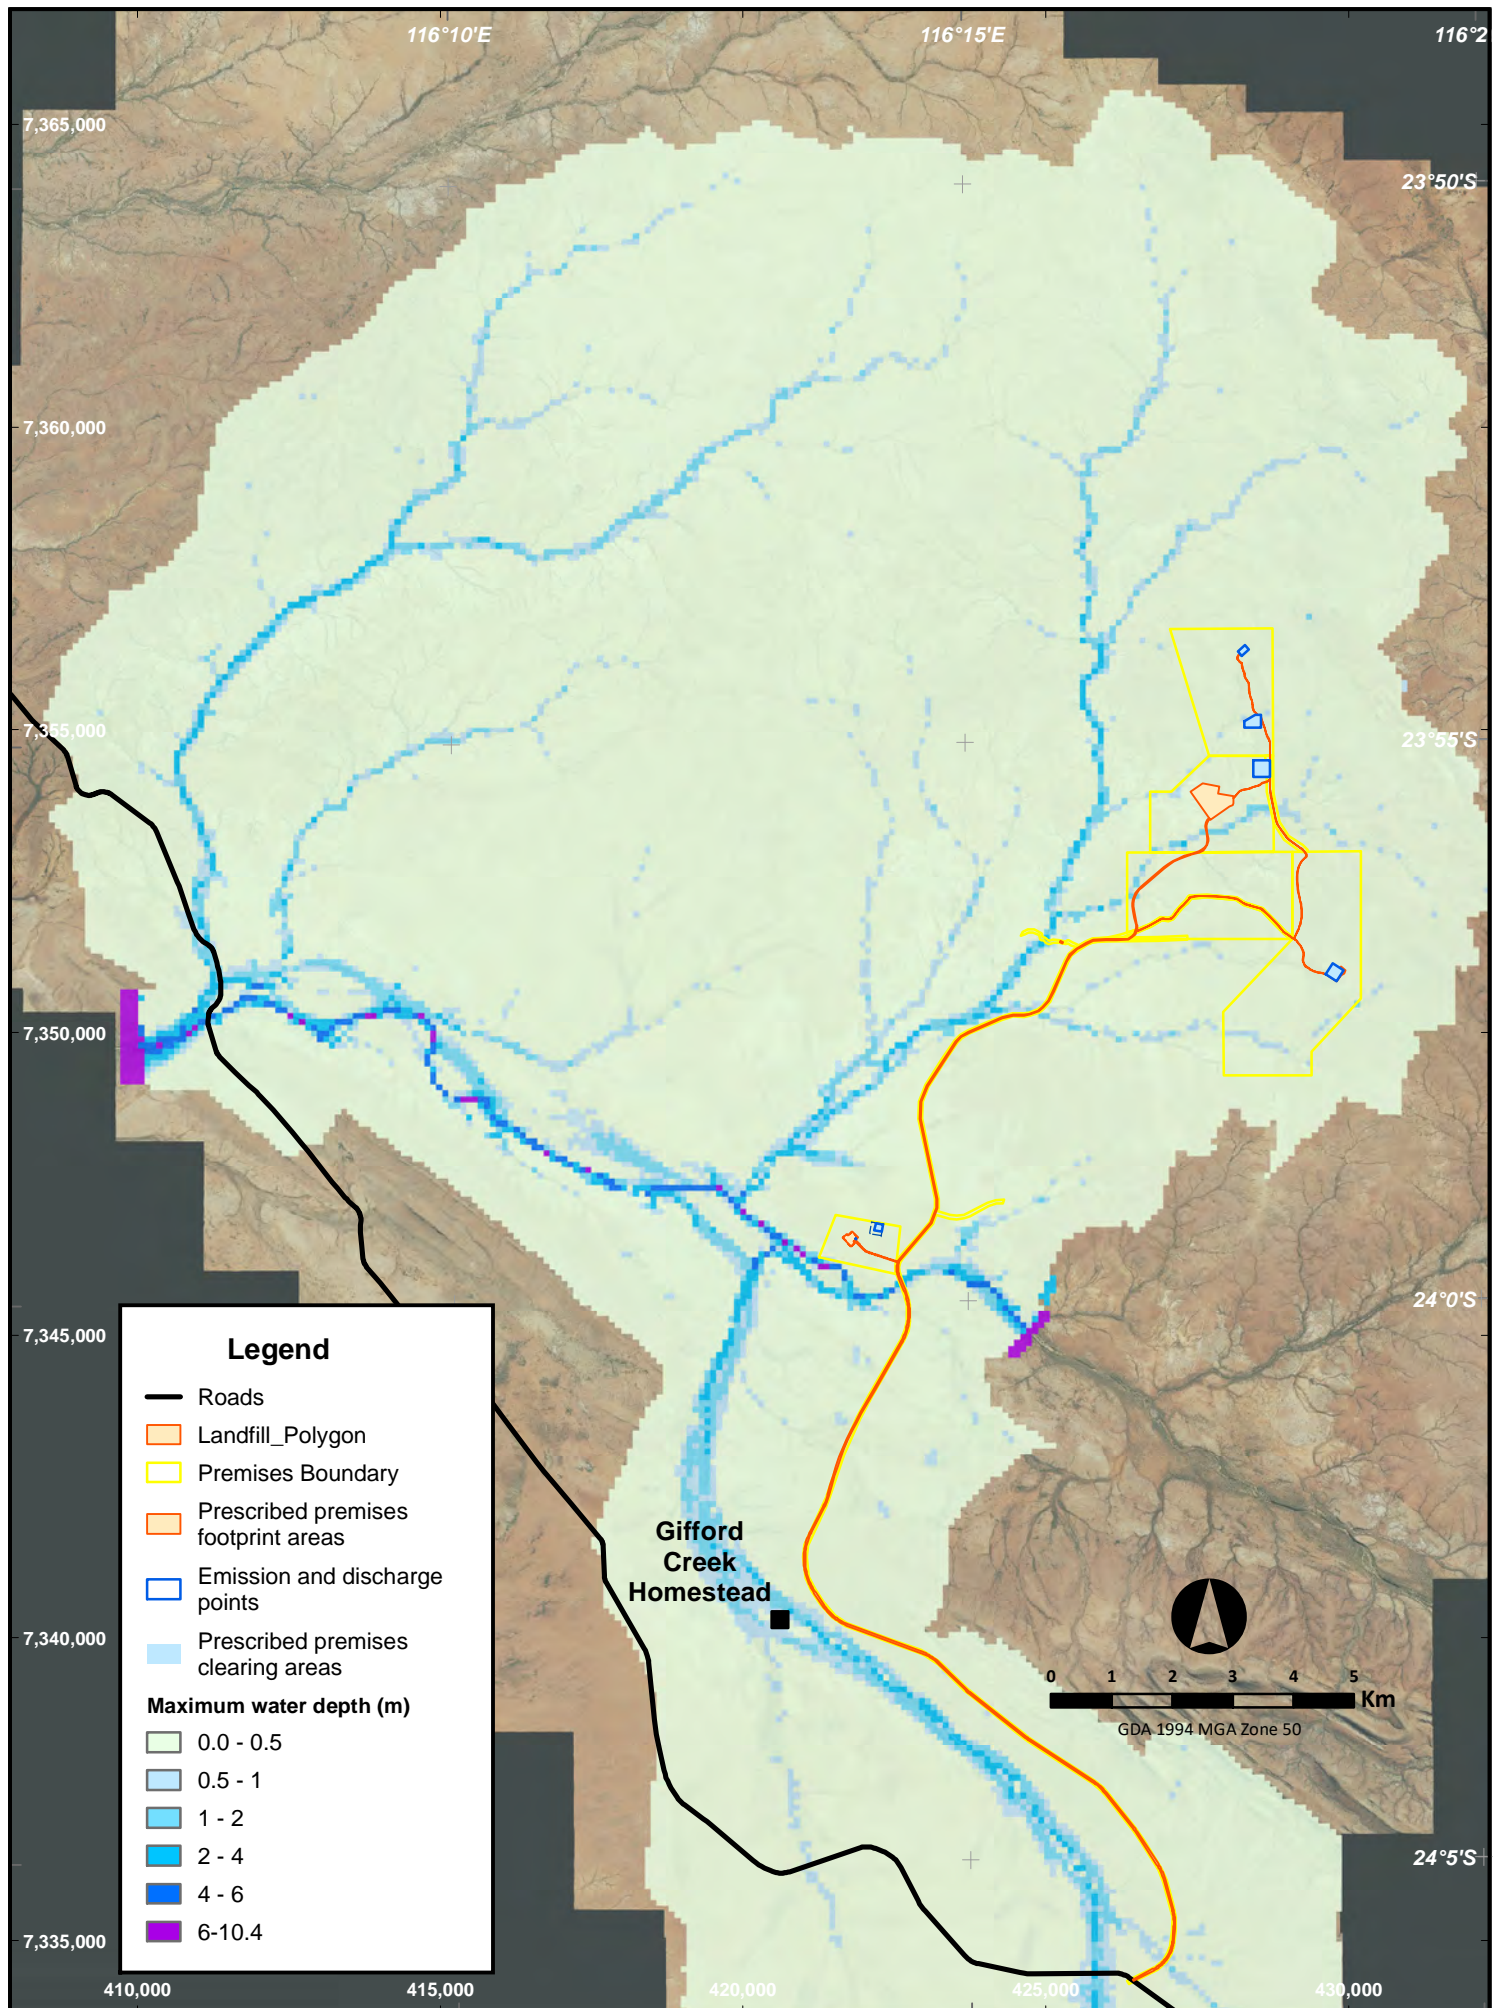 116°10'E
116°15'E
116°2
7,365,000
23°50'S
7,360,000
7,355,000
23°55'S
7,350,000
24°0'S
7,345,000
Legend
Roads
Landfill_Polygon
Premises Boundary
Prescribed premises
footprint areas
Emission and discharge
points
Prescribed premises
clearing areas
Maximum water depth (m)
0.0 - 0.5
0.5 - 1
1 - 2
2 - 4
4 - 6
6-10.4
Gifford
Creek
Homestead
7,340,000
0 1 2 3 4 5
Km
GDA 1994 MGA Zone 50
24°5'S
7,335,000
410,000
415,000
420,000
425,000
430,000